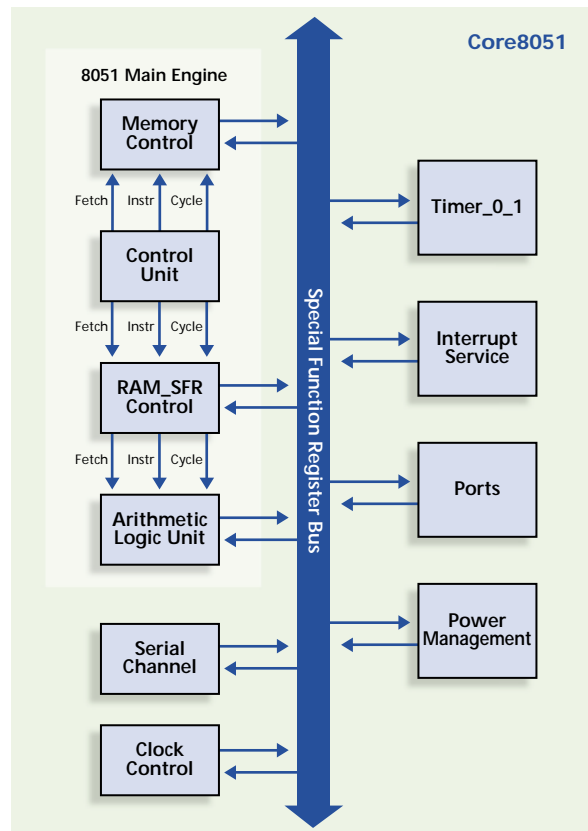 Core8051
8051 Main Engine
Memory
Control
Fetch Instr Cycle
Control
Unit
Fetch Instr Cycle
RAM_SFR
Control
Fetch Instr Cycle
Arithmetic
Logic Unit
Serial
Channel
Clock
Control
Special Function Register Bus
Timer_0_1
Interrupt
Service
Ports
Power
Management